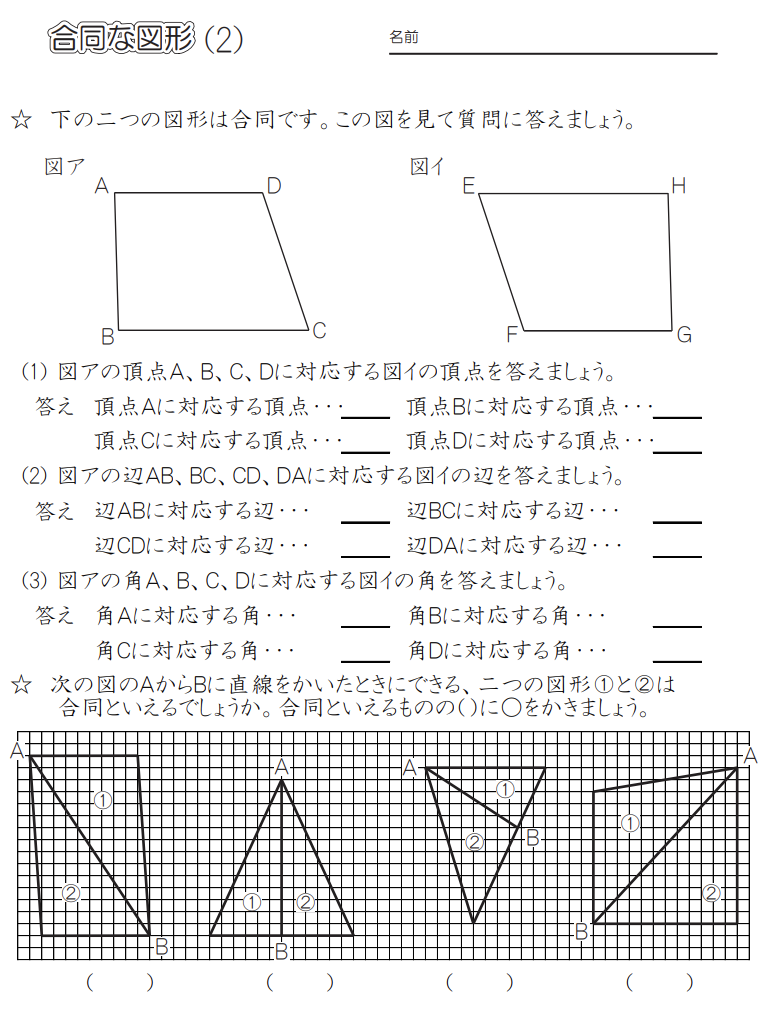 合同な図形(2)
名前
☆ 下の二つの図形は合同です。この図を見て質問に答えましょう。
図ア
図イ
A
D
B
C
E
H
F
G
(1) 図アの頂点A、B、C、Dに対応する図イの頂点を答えましょう。
答え 頂点Aに対応する頂点・・・ 頂点Bに対応する頂点・・・
頂点Cに対応する頂点・・・ 頂点Dに対応する頂点・・・
(2) 図アの辺AB、BC、CD、DAに対応する図イの辺を答えましょう。
答え 辺ABに対応する辺・・・ 辺BCに対応する辺・・・
辺CDに対応する辺・・・ 辺DAに対応する辺・・・
(3) 図アの角A、B、C、Dに対応する図イの角を答えましょう。
答え 角Aに対応する角・・・ 角Bに対応する角・・・
角Cに対応する角・・・ 角Dに対応する角・・・
☆ 次の図のAからBに直線をかいたときにできる、二つの図形①と②は
合同といえるでしょうか。合同といえるものの( )に○をかきましょう。
A
①
②
B
A
①
②
B
A
①
②
B
A
①
②
B
( ) ( ) ( ) ( )